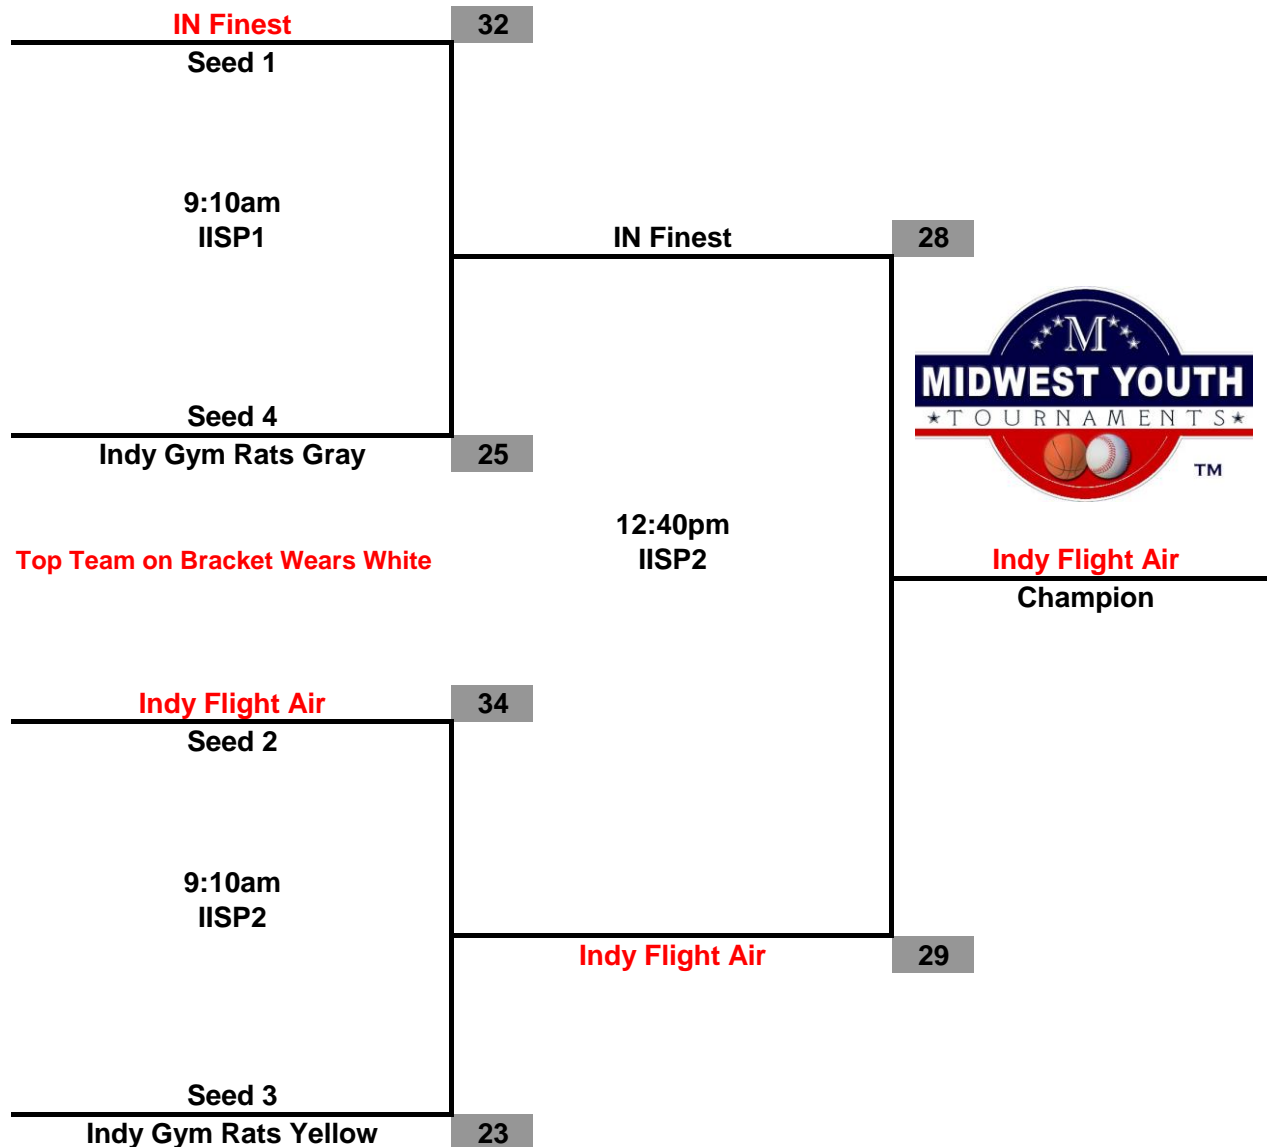 IN Finest 32
Seed 1
9:10am
IISP1
IN Finest 28
M
MIDWEST YOUTH
★TOURNAMENTS★
TM
Seed 4
Indy Gym Rats Gray 25
12:40pm
Top Team on Bracket Wears White IISP2 Indy Flight Air
Champion
Indy Flight Air 34
Seed 2
9:10am
IISP2
Indy Flight Air 29
Seed 3
Indy Gym Rats Yellow 23